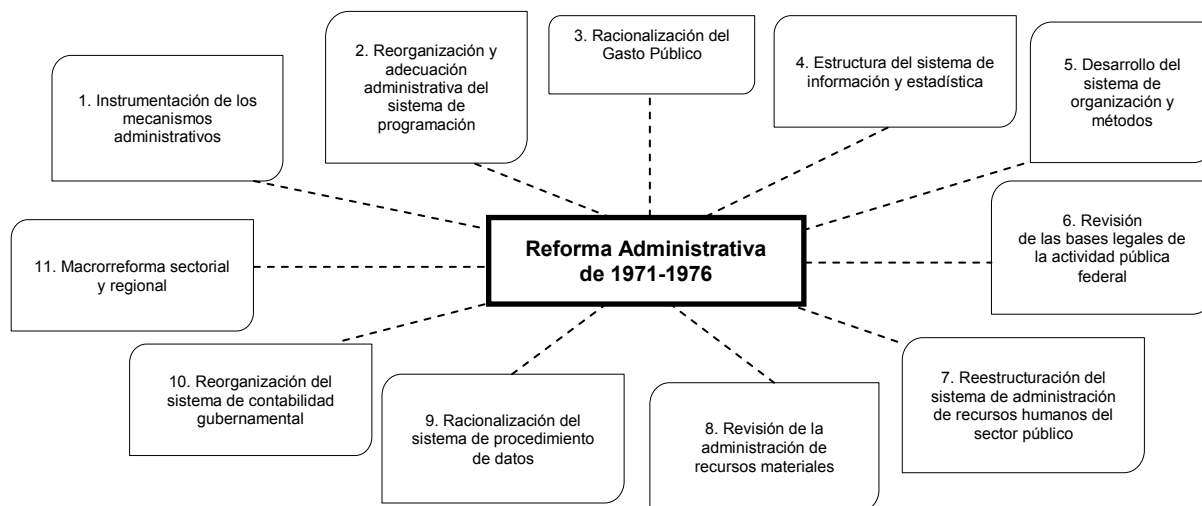 1. Instrumentación de los
mecanismos
administrativos
2. Reorganización y
adecuación
administrativa del
sistema de
programación
3. Racionalización del
Gasto Público
4. Estructura del sistema de
información y estadística
5. Desarrollo del
sistema de
organización y
métodos
Reforma Administrativa
de 1971-1976
6. Revisión
de las bases legales de
la actividad pública
federal
7. Reestructuración del
sistema de administración
de recursos humanos del
sector público
8. Revisión de la
administración de
recursos materiales
9. Racionalización del
sistema de procedimiento
de datos
10. Reorganización del
sistema de contabilidad
gubernamental
11. Macrorreforma sectorial
y regional